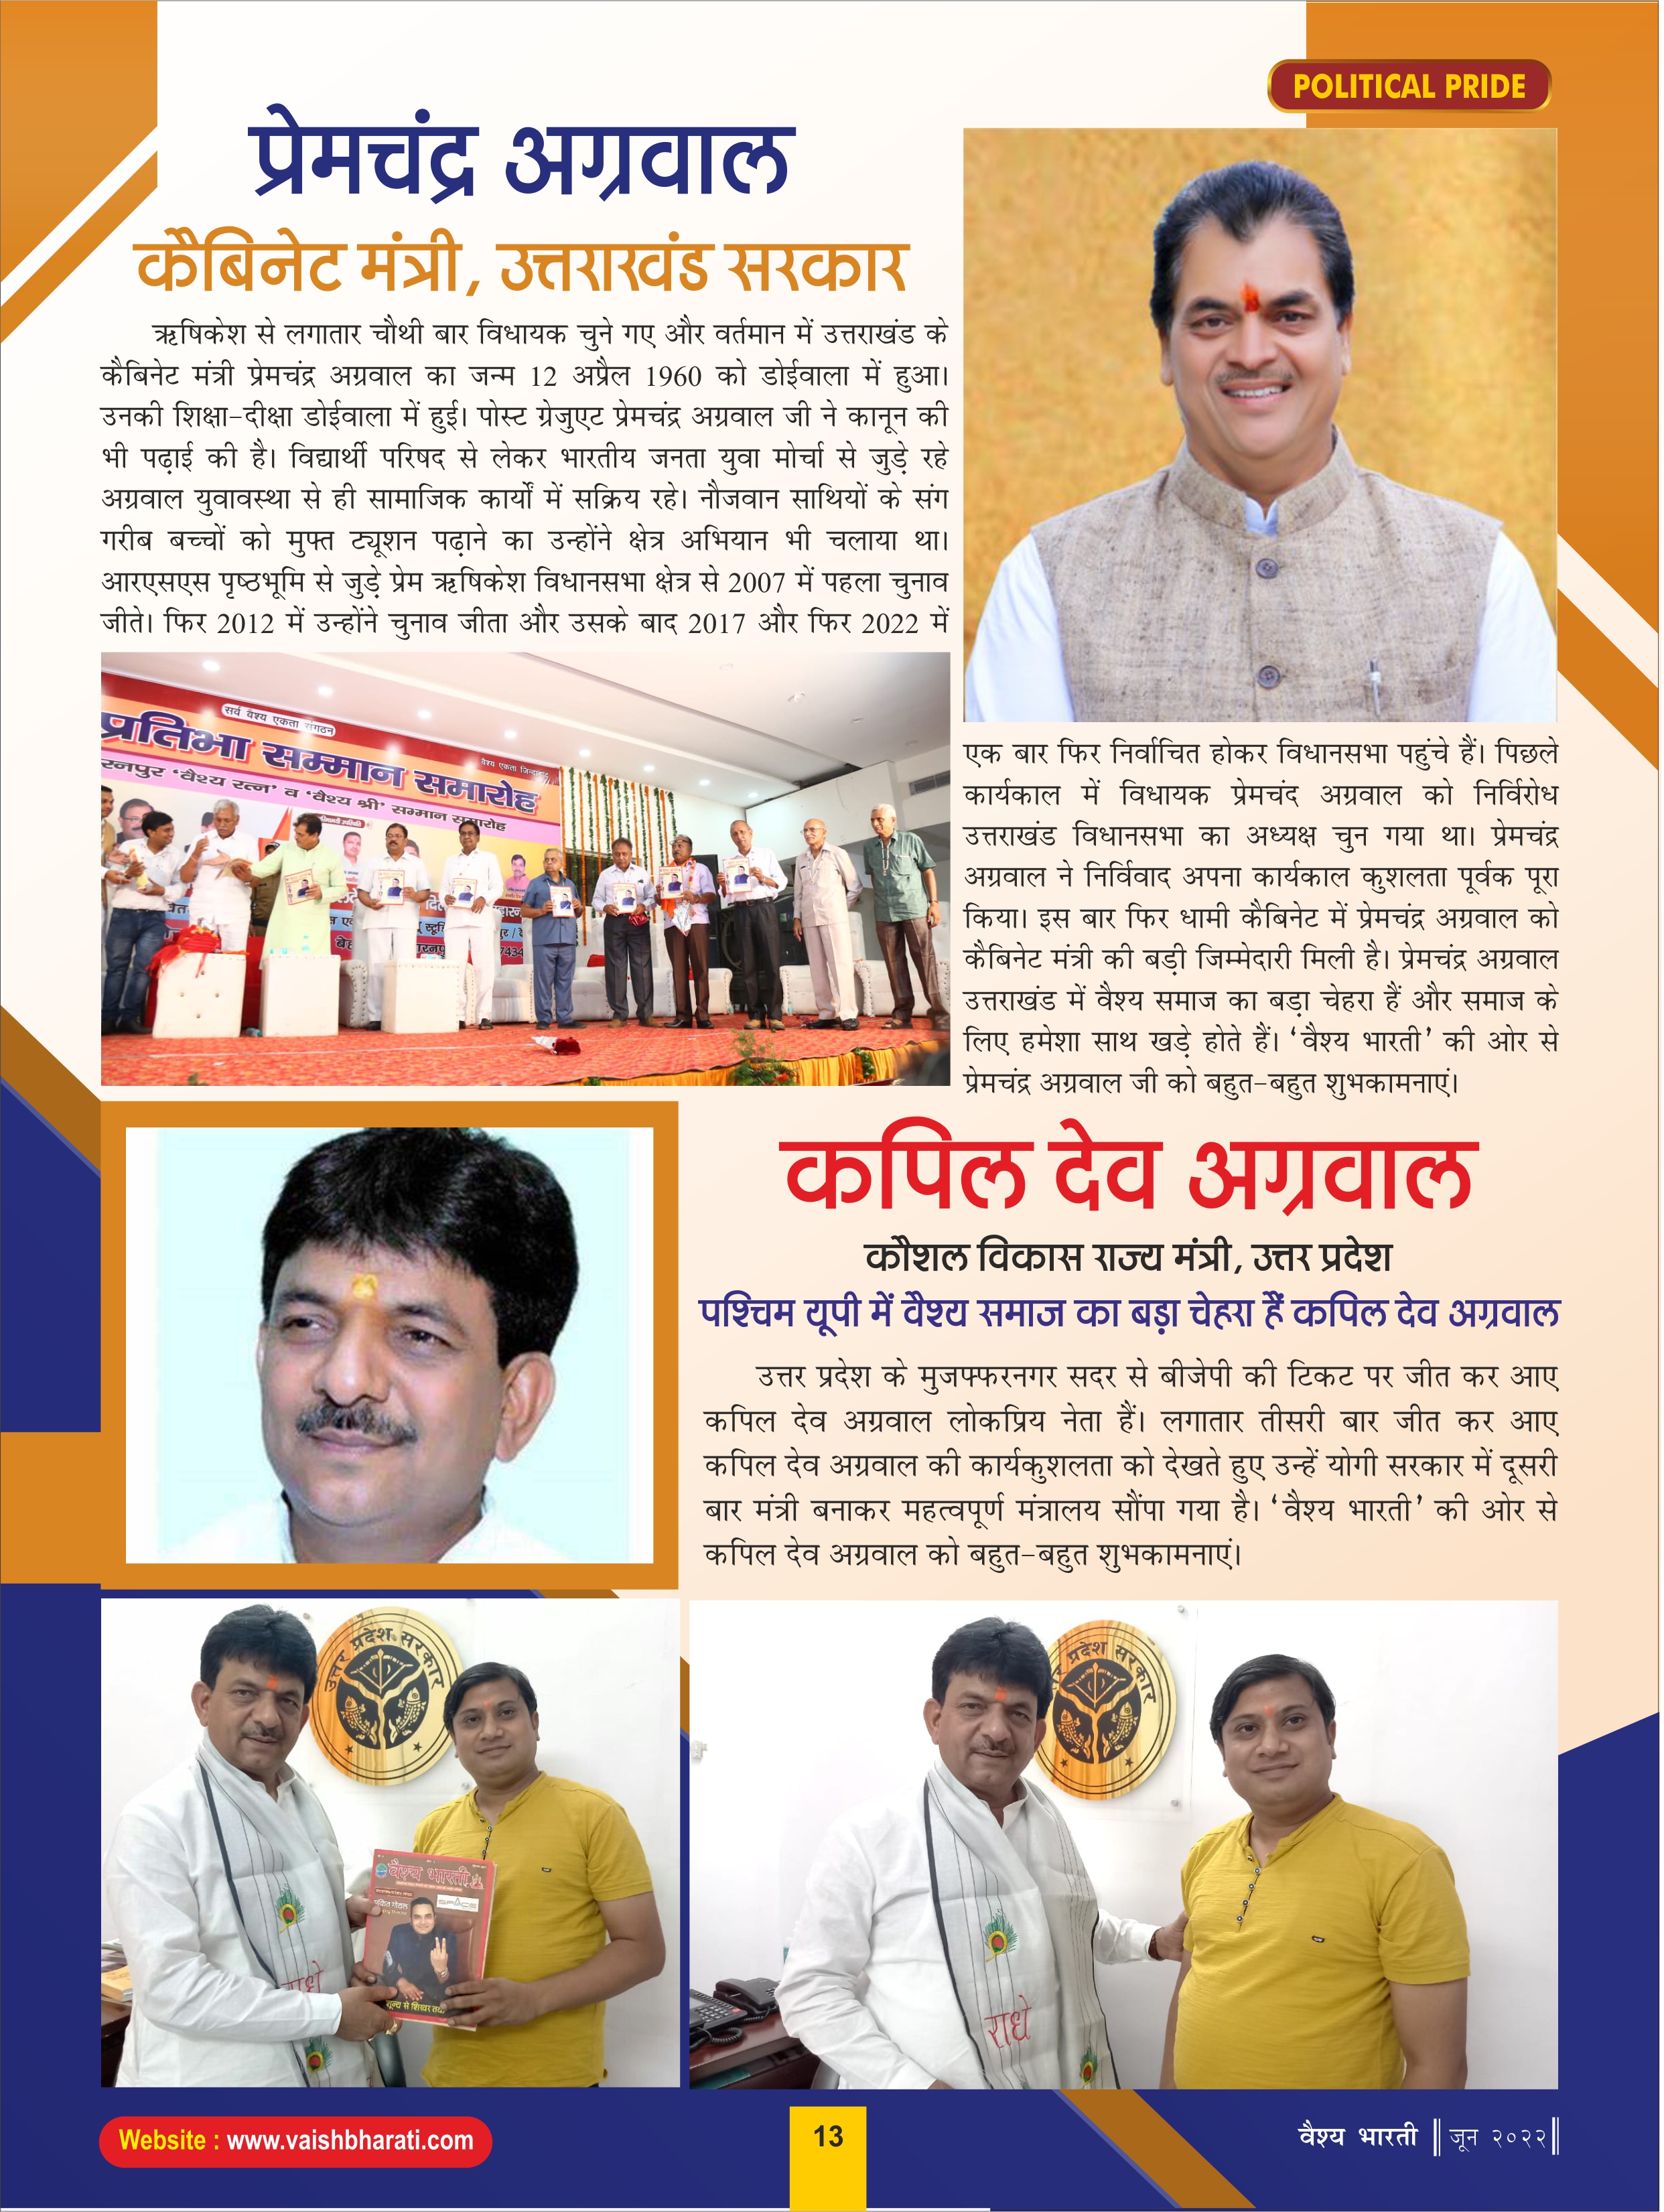 POLITICAL PRIDE
प्रेमचंद्र अग्रवाल
कैबिनेट मंत्री, उत्तराखंड सरकार
ऋषिकेश से लगातार चौथी बार विधायक चुने गए और वर्तमान में उत्तराखंड के
कैबिनेट मंत्री प्रेमचंद्र अग्रवाल का जन्म 12 अप्रैल 1960 को डोईवाला में हुआ।
उनकी शिक्षा-दीक्षा डोईवाला में हुई। पोस्ट ग्रेजुएट प्रेमचंद्र अग्रवाल जी ने कानून की
भी पढ़ाई की है। विद्यार्थी परिषद से लेकर भारतीय जनता युवा मोर्चा से जुड़े रहे
अग्रवाल युवावस्था से ही सामाजिक कार्यों में सक्रिय रहे। नौजवान साथियों के संग
गरीब बच्चों को मुफ्त ट्यूशन पढ़ाने का उन्होंने क्षेत्र अभियान भी चलाया था।
आरएसएस पृष्ठभूमि से जुड़े प्रेम ऋषिकेश विधानसभा क्षेत्र से 2007 में पहला चुनाव
जीते। फिर 2012 में उन्होंने चुनाव जीता और उसके बाद 2017 और फिर 2022 में
सर्व वैश्य एकता संगठन
प्रतिभा सम्मान समारोह
वैश्य एकता जिन्दाबाद
रनपुर ‘वैश्य रत्न’ व ‘वैश्य श्री’ सम्मान समारोह
एक बार फिर निर्वाचित होकर विधानसभा पहुंचे हैं। पिछले
कार्यकाल में विधायक प्रेमचंद अग्रवाल को निर्विरोध
उत्तराखंड विधानसभा का अध्यक्ष चुन गया था। प्रेमचंद्र
अग्रवाल ने निर्विवाद अपना कार्यकाल कुशलता पूर्वक पूरा
किया। इस बार फिर धामी कैबिनेट में प्रेमचंद्र अग्रवाल को
कैबिनेट मंत्री की बड़ी जिम्मेदारी मिली है। प्रेमचंद्र अग्रवाल
उत्तराखंड में वैश्य समाज का बड़ा चेहरा हैं और समाज के
लिए हमेशा साथ खड़े होते हैं। ‘वैश्य भारती’ की ओर से
प्रेमचंद्र अग्रवाल जी को बहुत-बहुत शुभकामनाएं।
कपिल देव अग्रवाल
कौशल विकास राज्य मंत्री, उत्तर प्रदेश
पश्चिम यूपी में वैश्य समाज का बड़ा चेहरा हैं कपिल देव अग्रवाल
उत्तर प्रदेश के मुजफ्फरनगर सदर से बीजेपी की टिकट पर जीत कर आए
कपिल देव अग्रवाल लोकप्रिय नेता हैं। लगातार तीसरी बार जीत कर आए
कपिल देव अग्रवाल की कार्यकुशलता को देखते हुए उन्हें योगी सरकार में दूसरी
बार मंत्री बनाकर महत्वपूर्ण मंत्रालय सौंपा गया है। ‘वैश्य भारती’ की ओर से
कपिल देव अग्रवाल को बहुत-बहुत शुभकामनाएं।
उत्तर प्रदेश सरकार
वैश्य भारती
शून्य से शिखर तक
राधे
उत्तर प्रदेश सरकार
राधे
Website : www.vaishbharati.com
13
वैश्य भारती || जून २०२२ ||